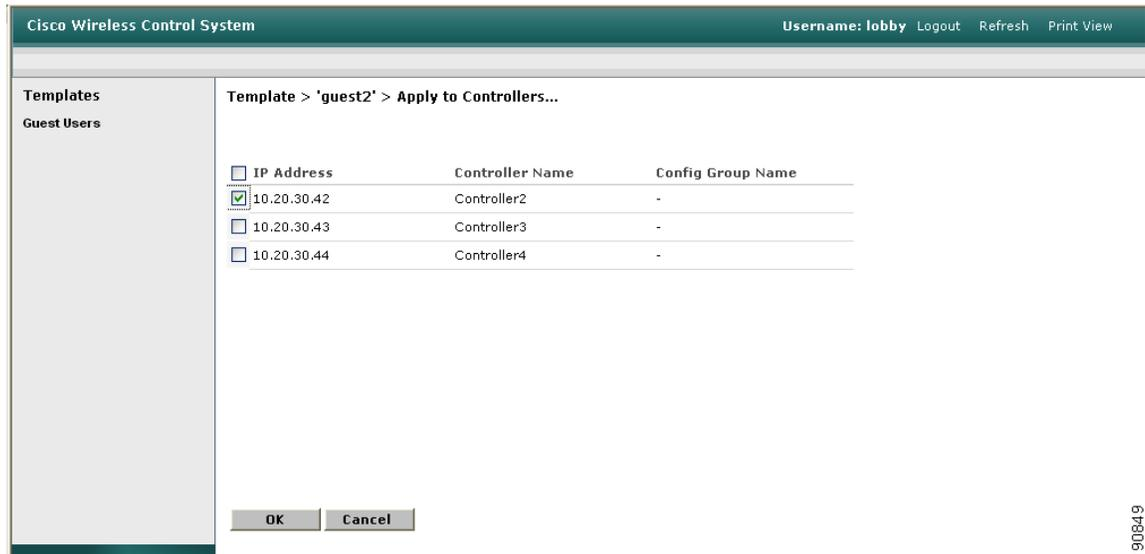 Cisco Wireless Control System
Username: lobby Logout Refresh Print View
Templates
Guest Users
Template > 'guest2' > Apply to Controllers...
IP Address Controller Name Config Group Name
10.20.30.42 Controller2 -
10.20.30.43 Controller3 -
10.20.30.44 Controller4 -
OK Cancel
90849